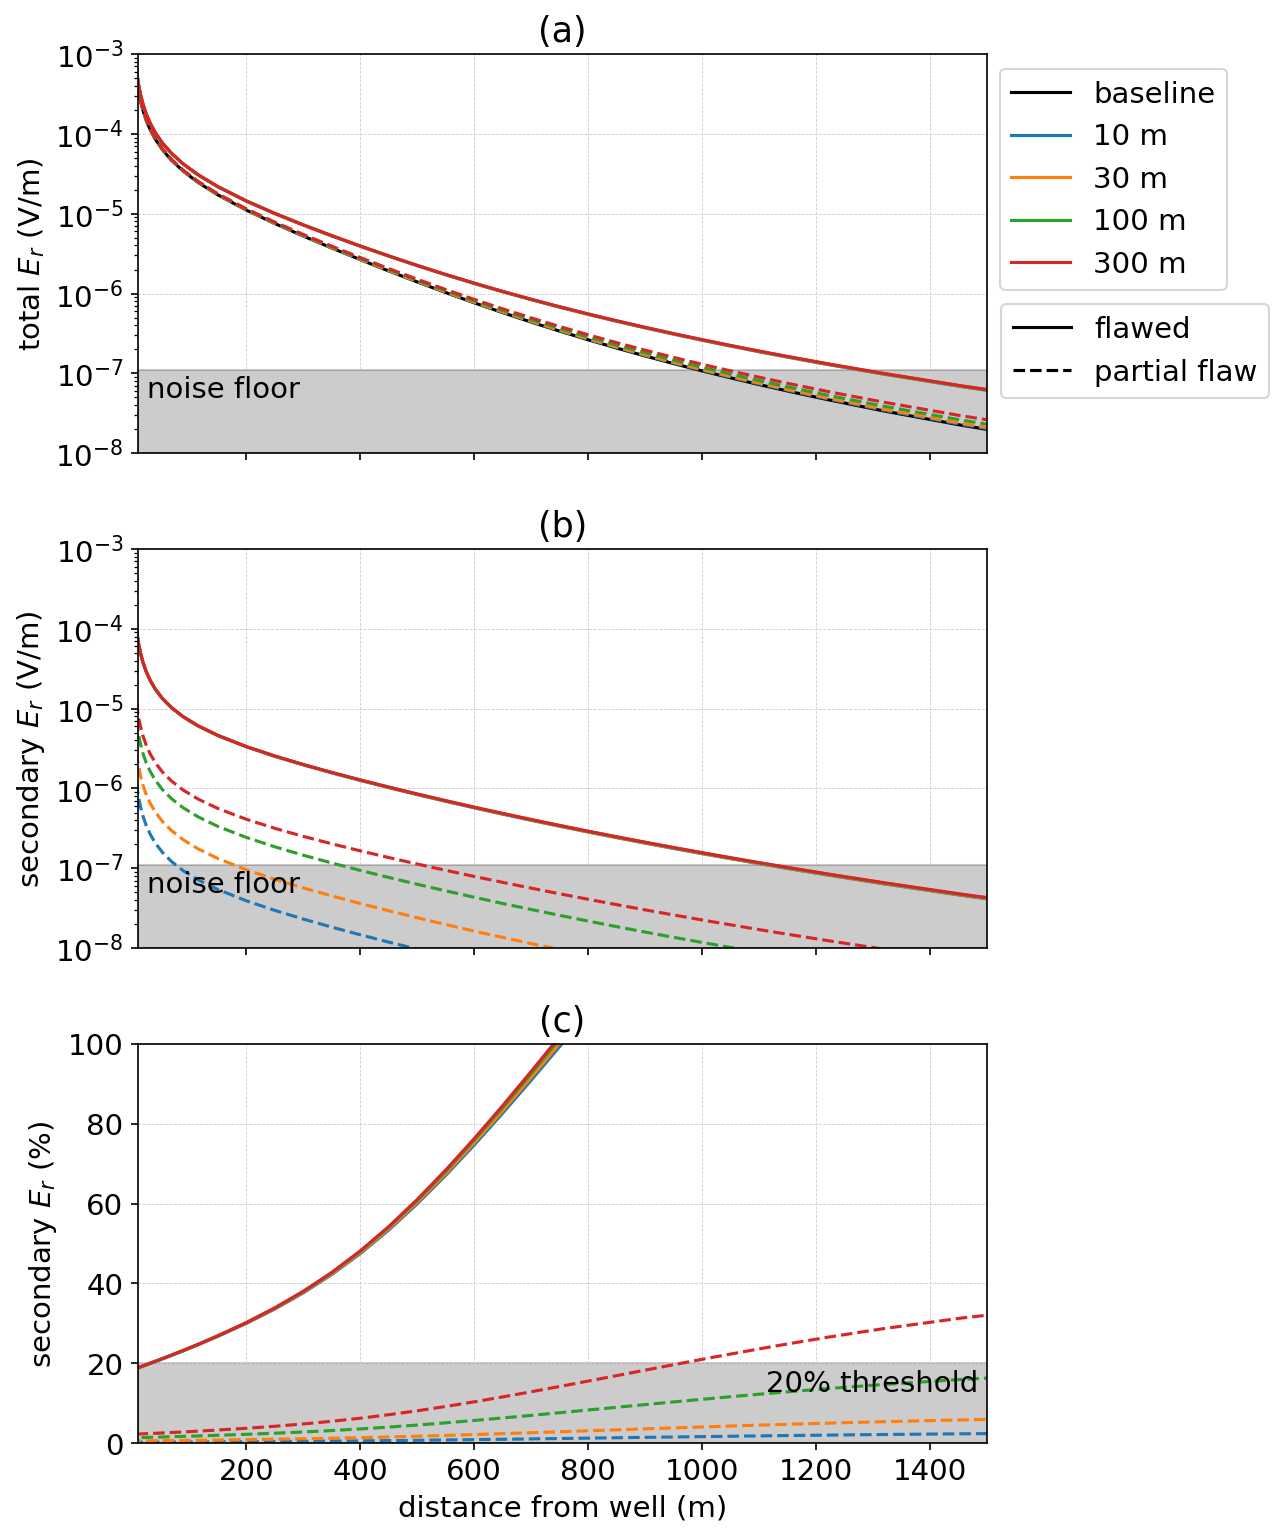 (a)
total E_r (V/m)
10^−3
10^−4
10^−5
10^−6
10^−7
10^−8
noise floor
baseline
10 m
30 m
100 m
300 m
flawed
partial flaw
(b)
secondary E_r (V/m)
10^−3
10^−4
10^−5
10^−6
10^−7
10^−8
noise floor
(c)
secondary E_r (%)
100
80
60
40
20
0
20% threshold
200 400 600 800 1000 1200 1400
distance from well (m)